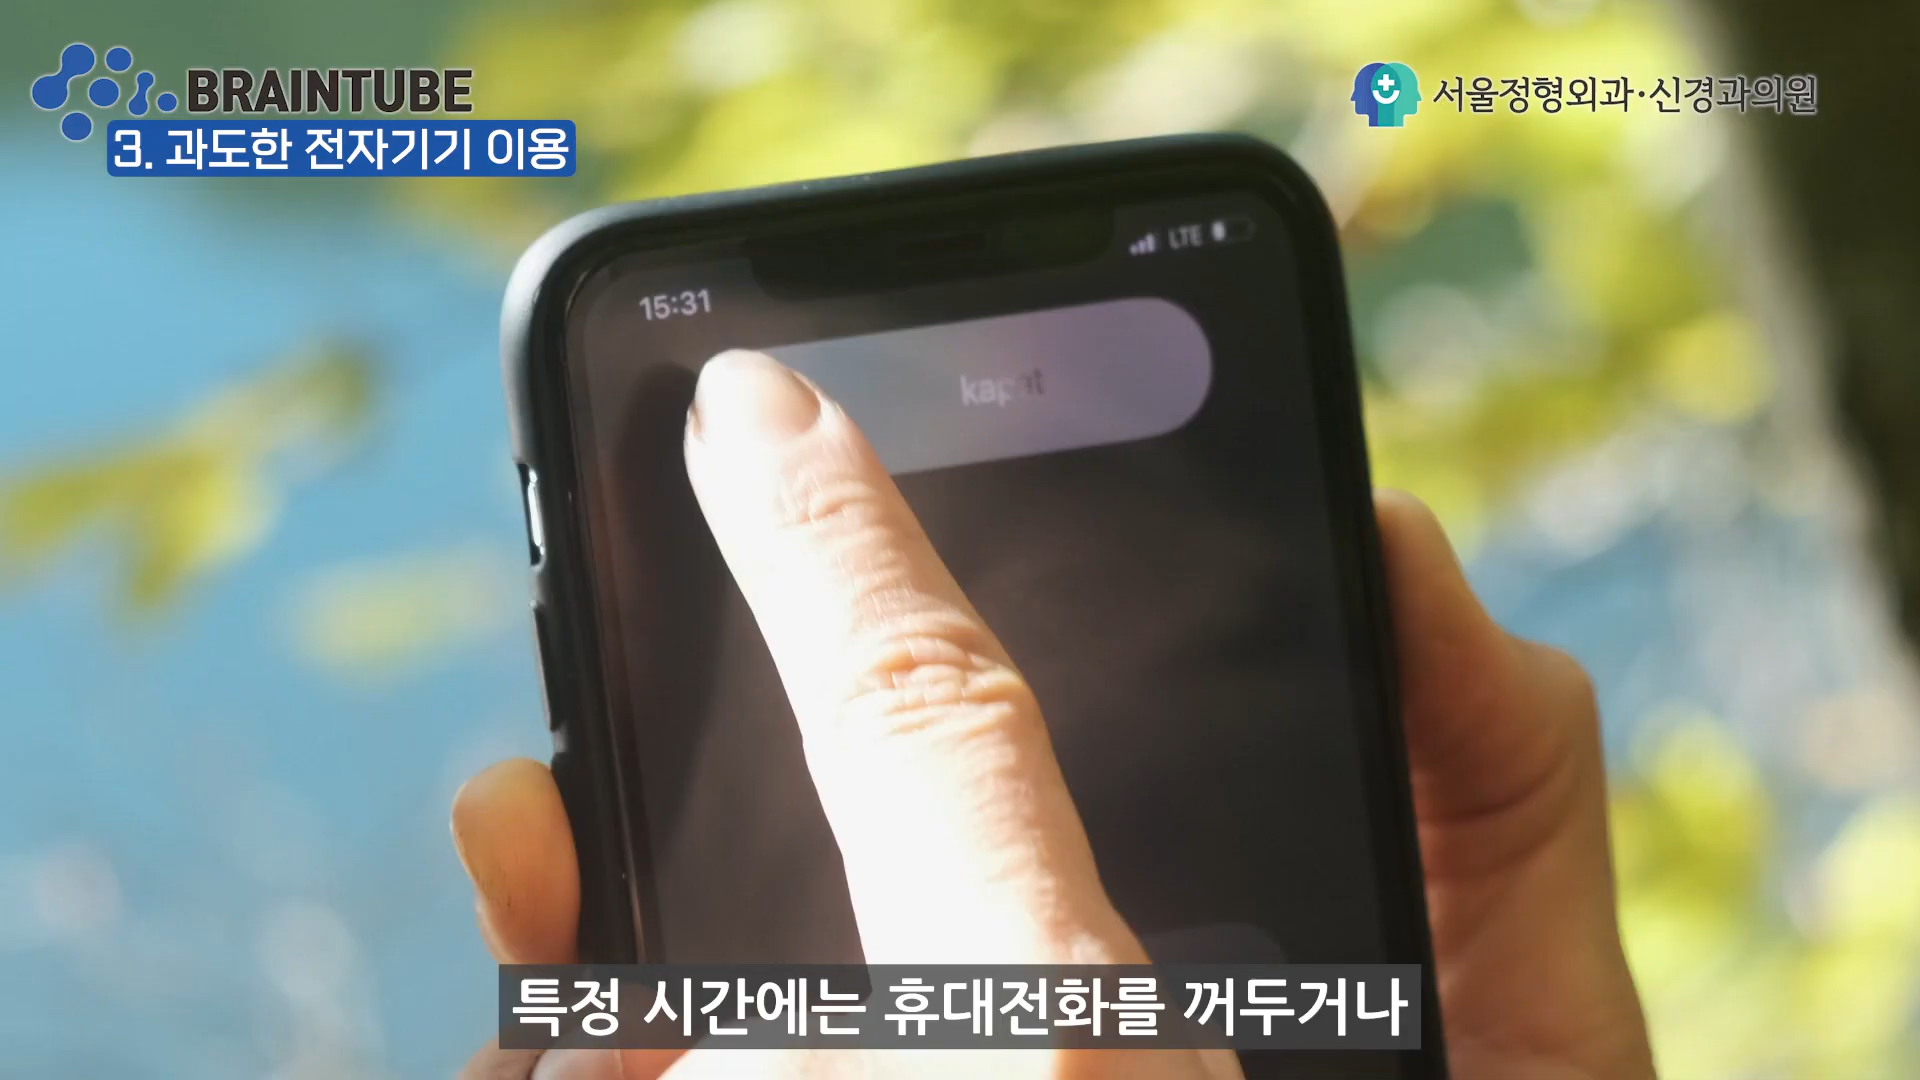 BRAINTUBE
3. 과도한 전자기기 이용
서울정형외과·신경과의원
LTE
15:31
kapat
특정 시간에는 휴대전화를 꺼두거나